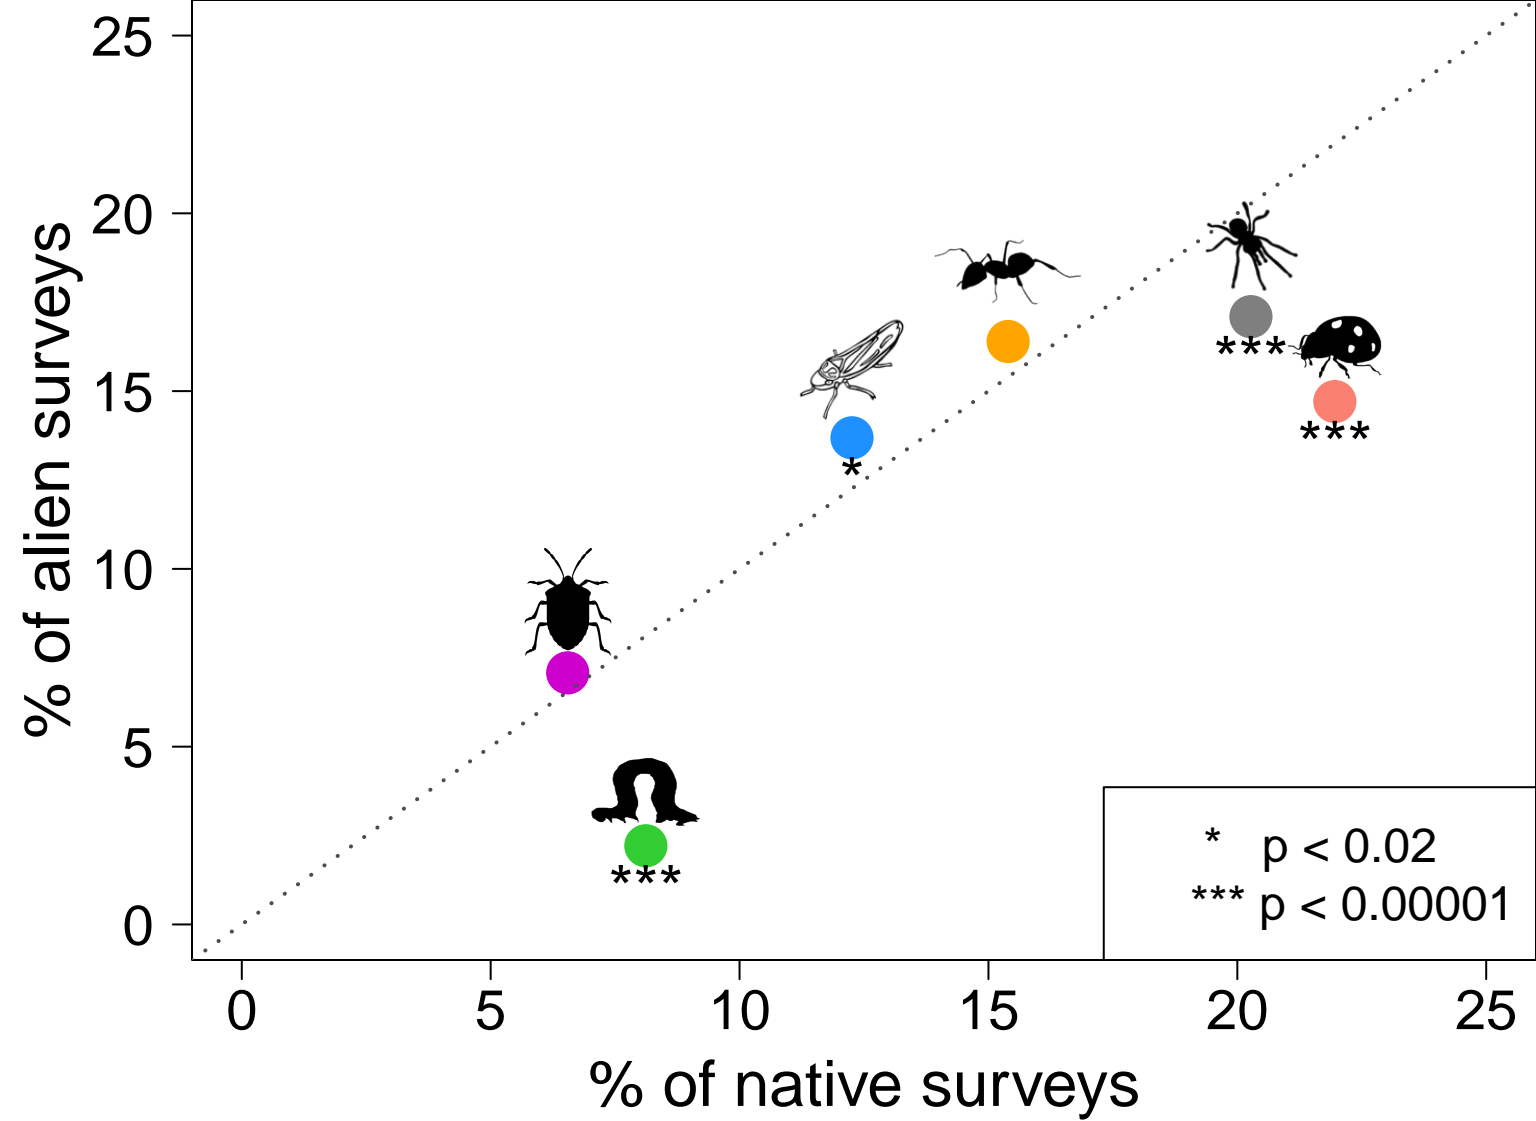 25
20
15
10
5
0
% of alien surveys
***
***
*
***
* p < 0.02
*** p < 0.00001
0 5 10 15 20 25
% of native surveys